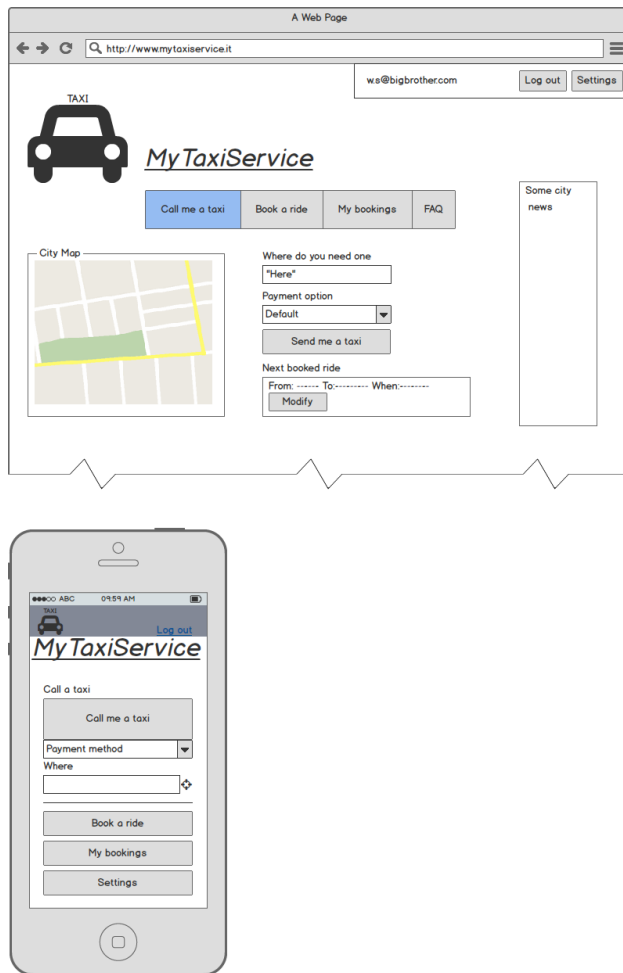 A Web Page
http://www.mytaxiservice.it
w.s@bigbrother.com
Log out
Settings
TAXI
MyTaxiService
Call me a taxi
Book a ride
My bookings
FAQ
Some city
news
City Map
Where do you need one
"Here"
Payment option
Default
Send me a taxi
Next booked ride
From: ------ To:--------- When:--------
Modify
ABC 09:59 AM
TAXI
Log out
MyTaxiService
Call a taxi
Call me a taxi
Payment method
Where
Book a ride
My bookings
Settings